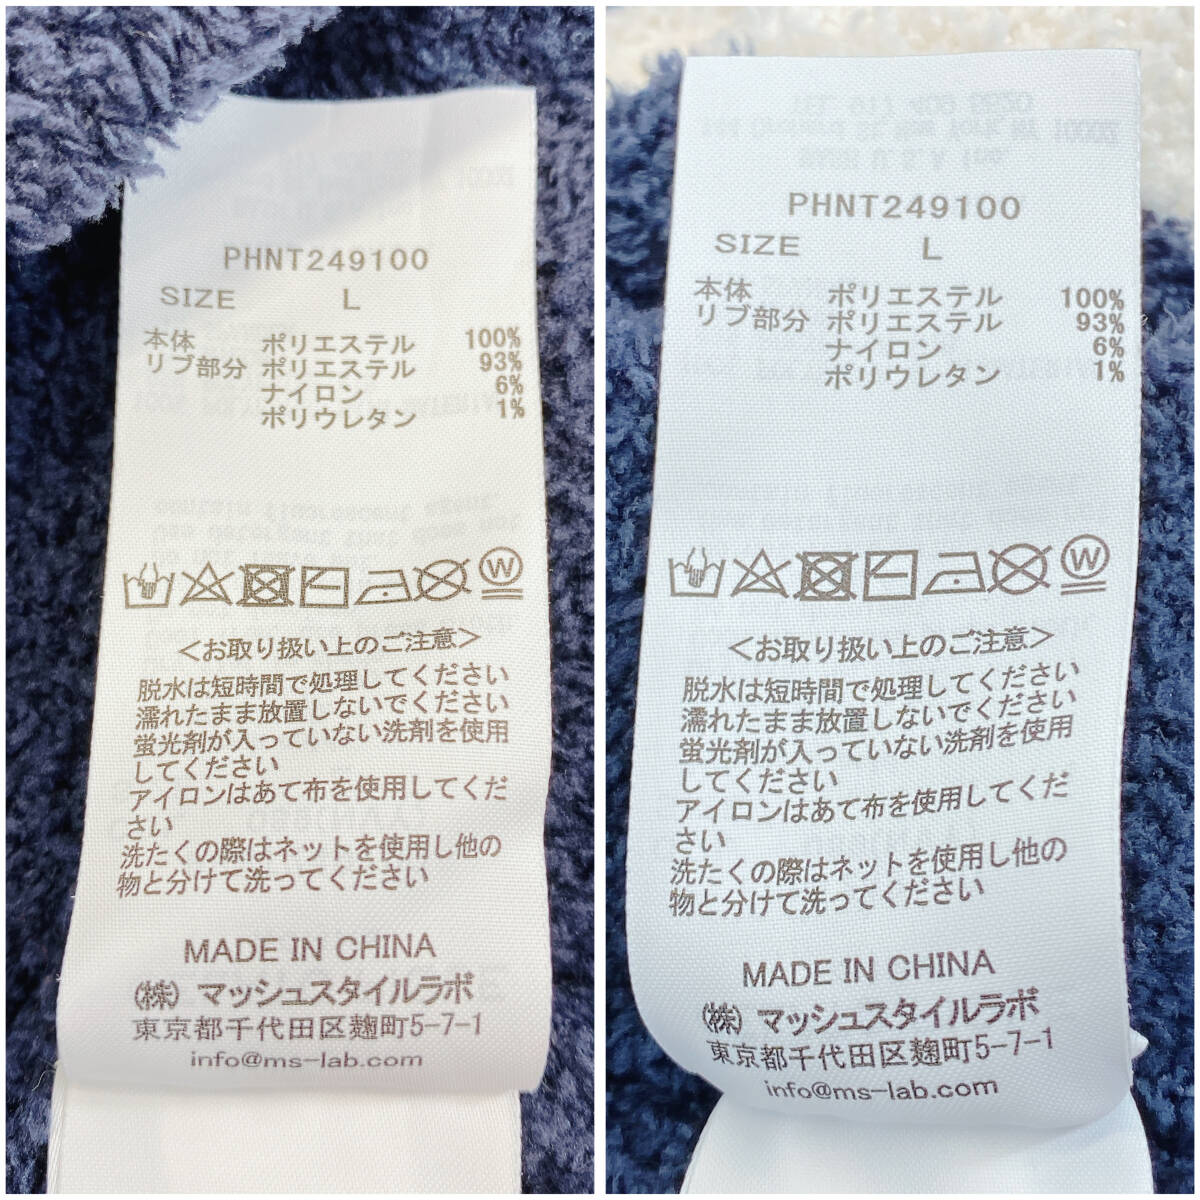 PHNT249100
SIZE L
本体 ポリエステル 100%
リブ部分 ポリエステル 93%
ナイロン 6%
ポリウレタン 1%
W
<お取り扱い上のご注意>
脱水は短時間で処理してください
濡れたまま放置しないでください
蛍光剤が入っていない洗剤を使用
してください
アイロンはあて布を使用してくだ
さい
洗たくの際はネットを使用し他の
物と分けて洗ってください
MADE IN CHINA
(株) マッシュスタイルラボ
東京都千代田区麹町5-7-1
info@ms-lab.com
PHNT249100
SIZE L
本体 ポリエステル 100%
リブ部分 ポリエステル 93%
ナイロン 6%
ポリウレタン 1%
W
<お取り扱い上のご注意>
脱水は短時間で処理してください
濡れたまま放置しないでください
蛍光剤が入っていない洗剤を使用
してください
アイロンはあて布を使用してくだ
さい
洗たくの際はネットを使用し他の
物と分けて洗ってください
MADE IN CHINA
(株) マッシュスタイルラボ
東京都千代田区麹町5-7-1
info@ms-lab.com